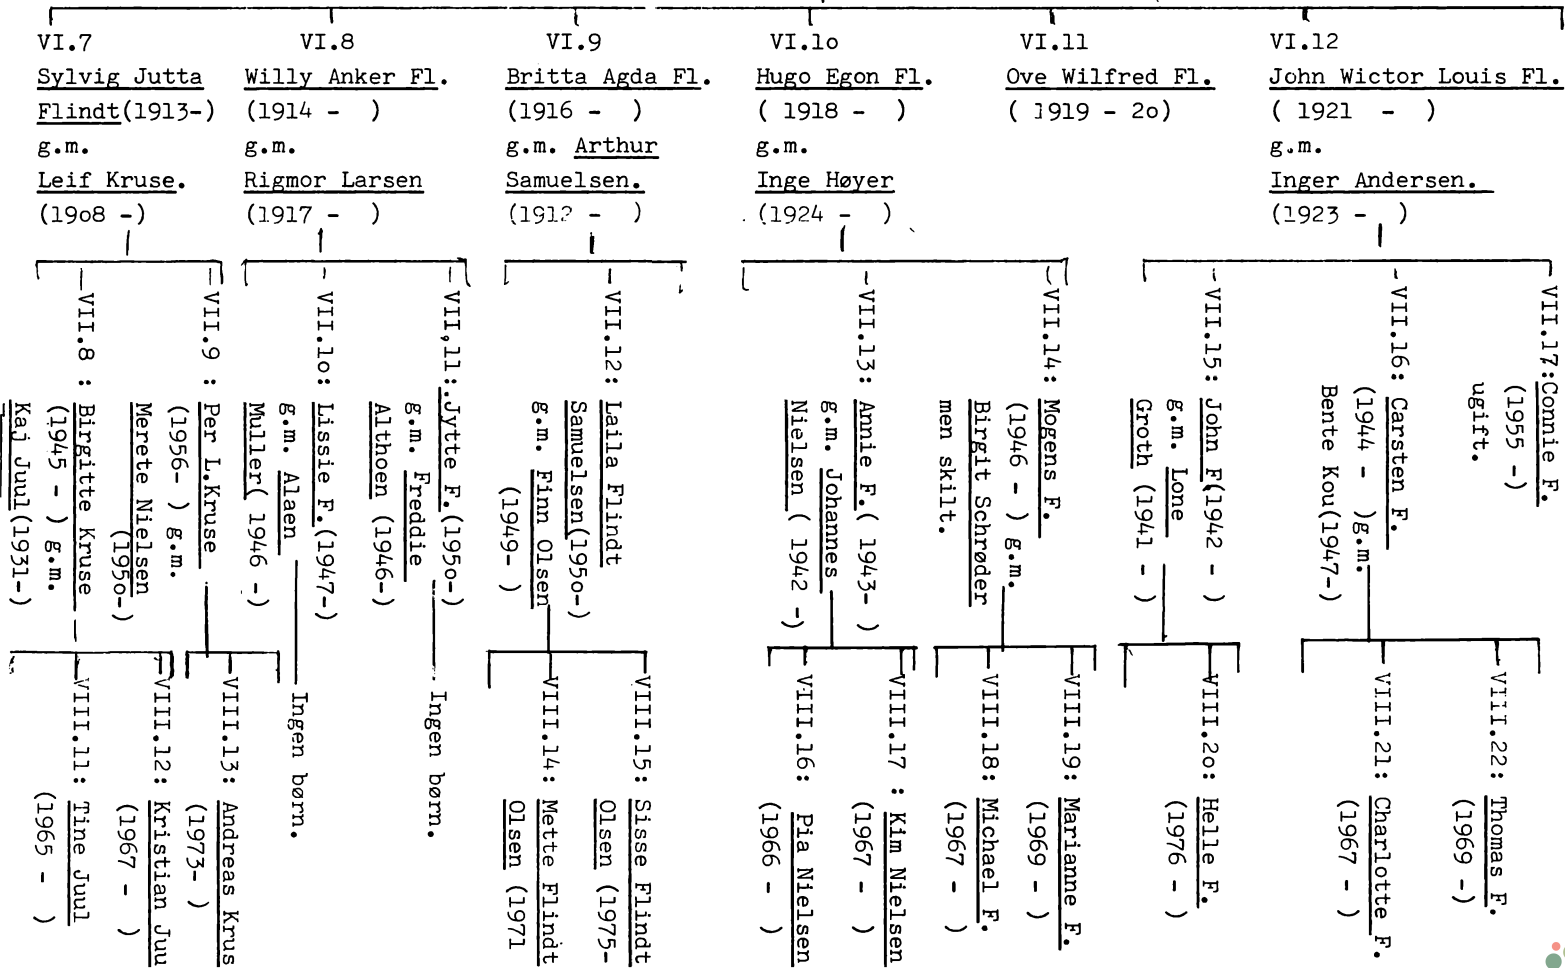 VI.7
Sylvig Jutta
Flindt(1913-)
g.m.
Leif Kruse.
(19o8 -)
VI.8
Willy Anker Fl.
(1914 - )
g.m.
Rigmor Larsen
(1917 - )
VI.9
Britta Agda Fl.
(1916 - )
g.m. Arthur
Samuelsen.
(1912 - )
VI.1o
Hugo Egon Fl.
( 1918 - )
g.m.
Inge Høyer
(1924 - )
VI.11
Ove Wilfred Fl.
( 1919 - 2o)
VI.12
John Wictor Louis Fl.
( 1921 - )
g.m.
Inger Andersen.
(1923 - )
VII.8 : Birgitte Kruse
(1945 - ) g.m.
Kaj Juul(1931-)
VII.9 : Per L.Kruse
(1956- ) g.m.
Merete Nielsen
(195o-)
VII.1o: Lissie F.(1947-)
g.m. Alaen
Muller( 1946 -)
VII,11:.Jytte F.(195o-)
g.m. Freddie
Althoen (1946-)
VII.12: Laila Flindt
Samuelsen(195o-)
g.m. Finn Olsen
(1949- )
VII.13: Annie F.( 1943- )
g.m. Johannes
Nielsen ( 1942 -)
VII.14: Mogens F.
(1946 - ) g.m.
Birgit Schrøder
men skilt.
VII.15: John F(1942 - )
g.m. Lone
Groth (1941 - )
VII.16: Carsten F.
(1944 - )g.m.
Bente Kou(1947-)
VII.17:Connie F.
(1955 -)
ugift.
VIII.11: Tine Juul
(1965 - )
VIII.12: Kristian Juu
(1967 - )
VIII.13: Andreas Krus
(1973- )
Ingen børn.
Ingen børn.
VIII.14: Mette Flindt
Olsen (1971
VIII.15: Sisse Flindt
Olsen (1975-
VIII.16: Pia Nielsen
(1966 - )
VIII.17 : Kim Nielsen
(1967 - )
VIII.18: Michael F.
(1967 - )
VIII.19: Marianne F.
(1969 - )
VIII.2o: Helle F.
(1976 - )
VIII.21: Charlotte F.
(1967 - )
VIII.22: Thomas F.
(1969 -)